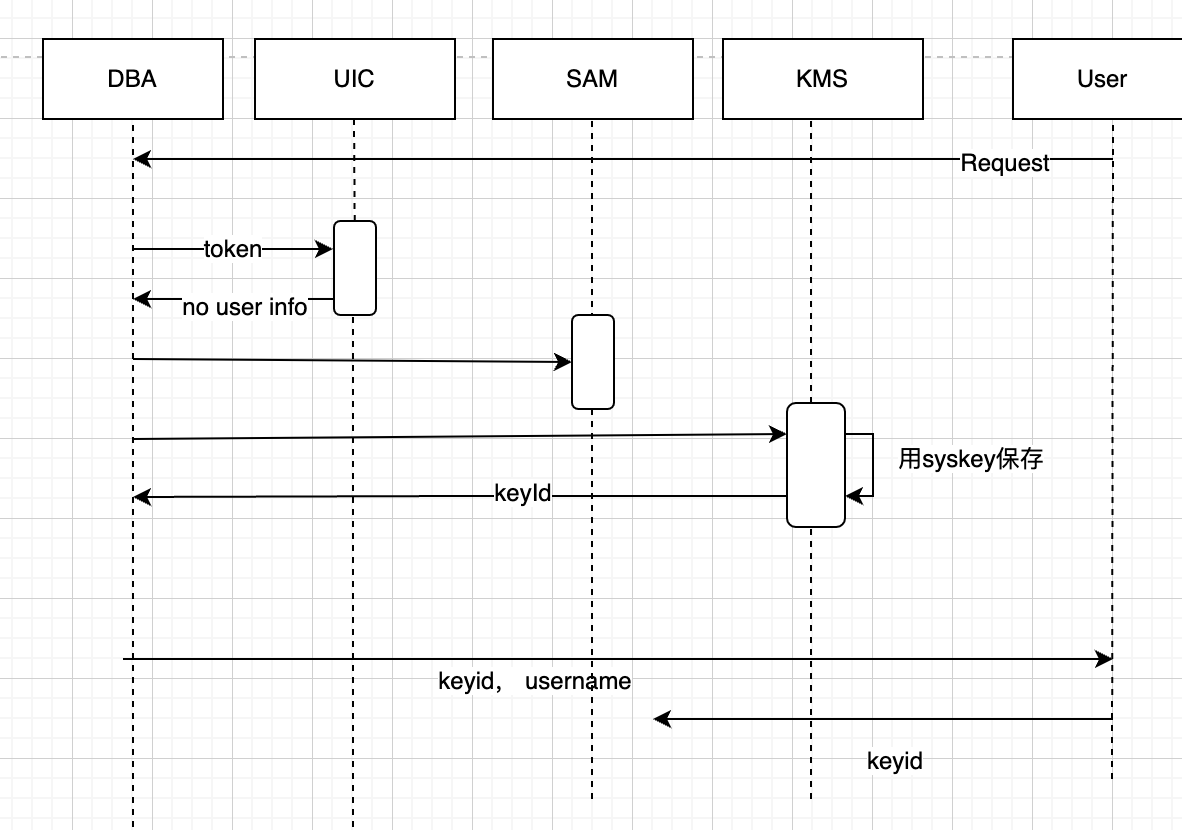 DBA
UIC
SAM
KMS
User
Request
token
no user info
用syskey保存
keyId
keyid， username
keyid